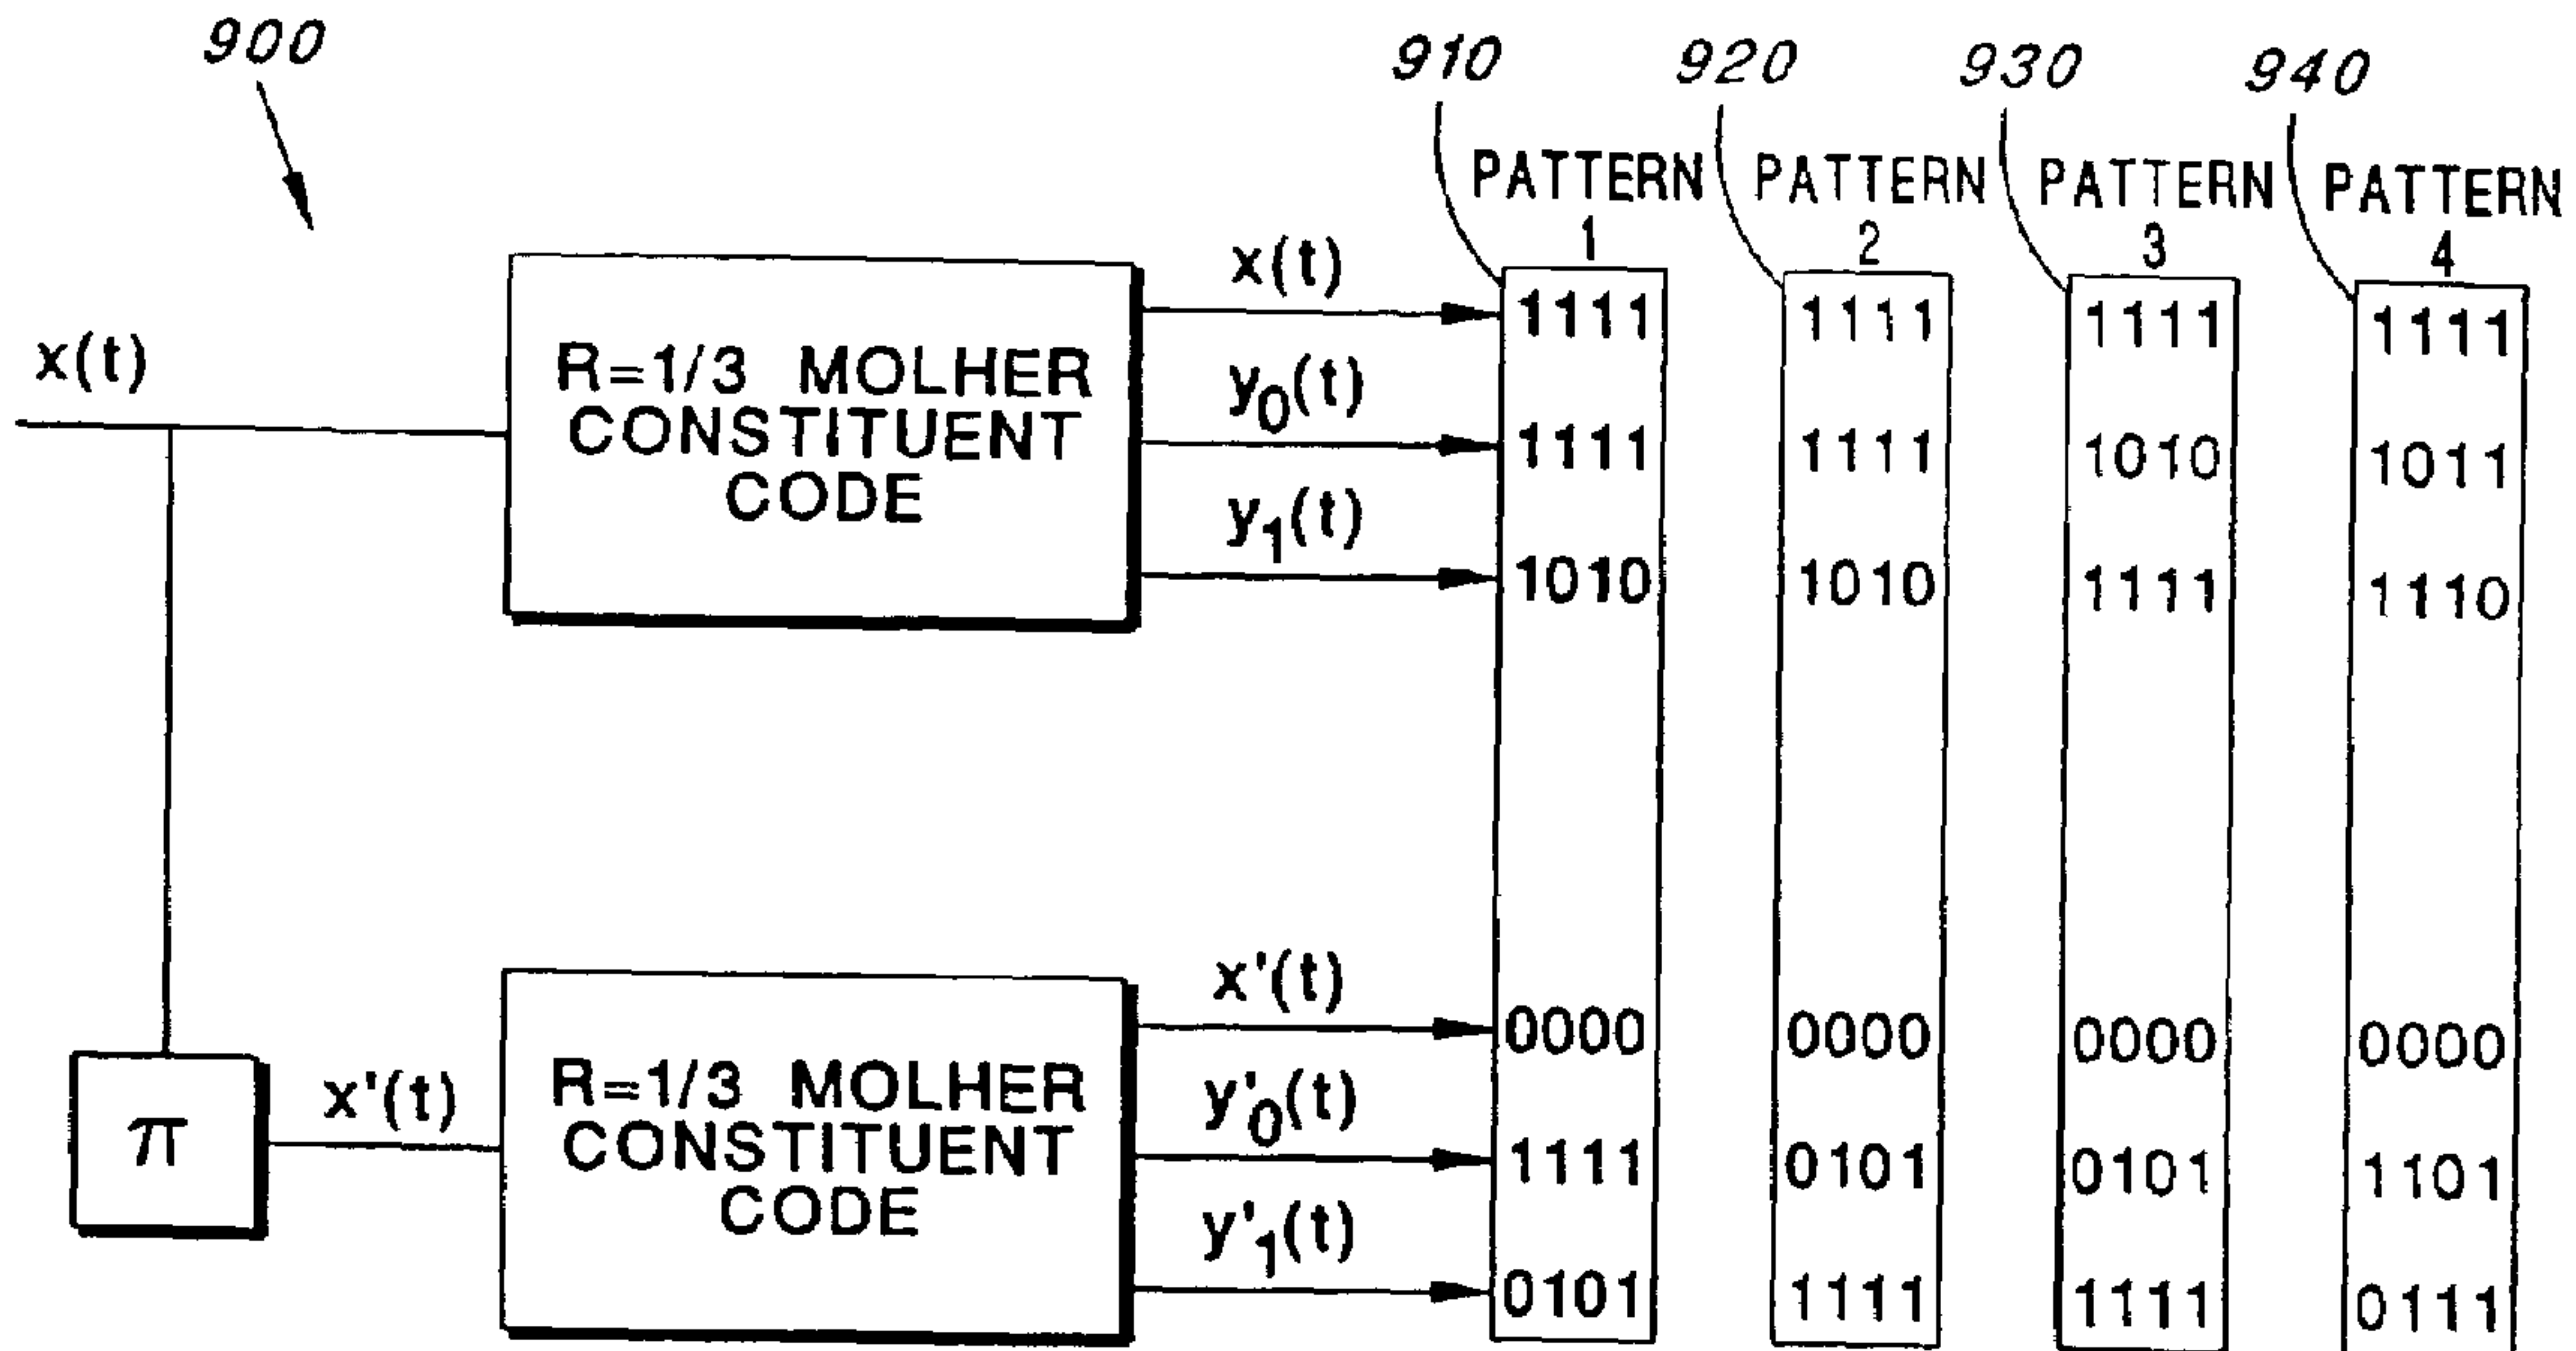 900
910 920 930 940
PATTERN 1
PATTERN 2
PATTERN 3
PATTERN 4
x(t)
R=1/3 MOLHER
CONSTITUENT
CODE
x(t) 1111 1111 1111 1111
y0(t) 1111 1111 1010 1011
y1(t) 1010 1010 1111 1110
π
x'(t)
R=1/3 MOLHER
CONSTITUENT
CODE
x'(t) 0000 0000 0000 0000
y'0(t) 1111 0101 0101 1101
y'1(t) 0101 1111 1111 0111